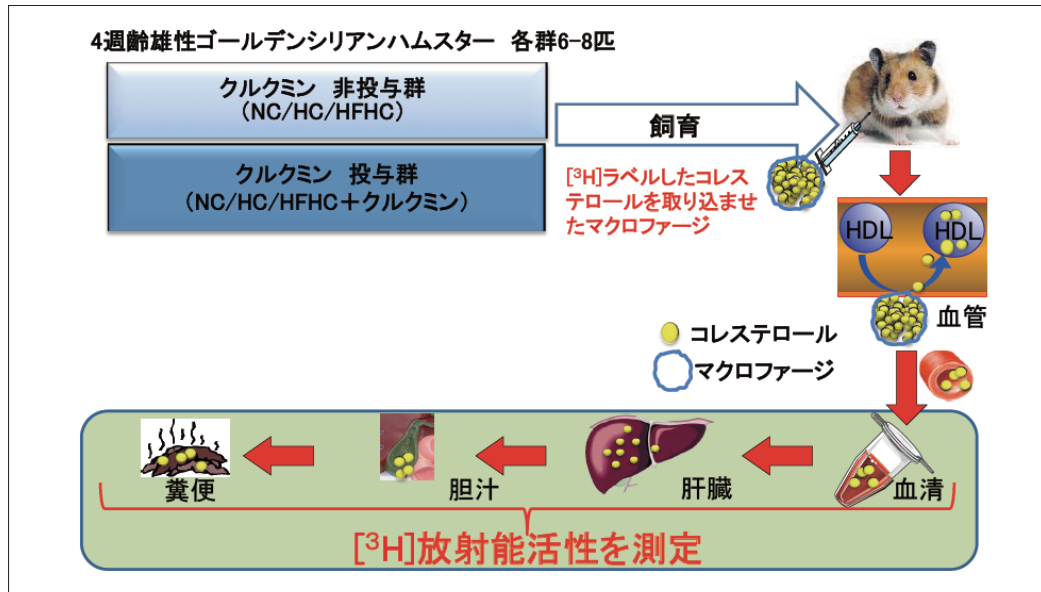 4週齢雄性ゴールデンシリアンハムスター 各群6-8匹
クルクミン 非投与群
(NC/HC/HFHC)
飼育
クルクミン 投与群
(NC/HC/HFHC+クルクミン)
[³H]ラベルしたコレス
テロールを取り込ませ
たマクロファージ
HDL
HDL
血管
コレステロール
マクロファージ
糞便
胆汁
肝臓
血清
[³H]放射能活性を測定